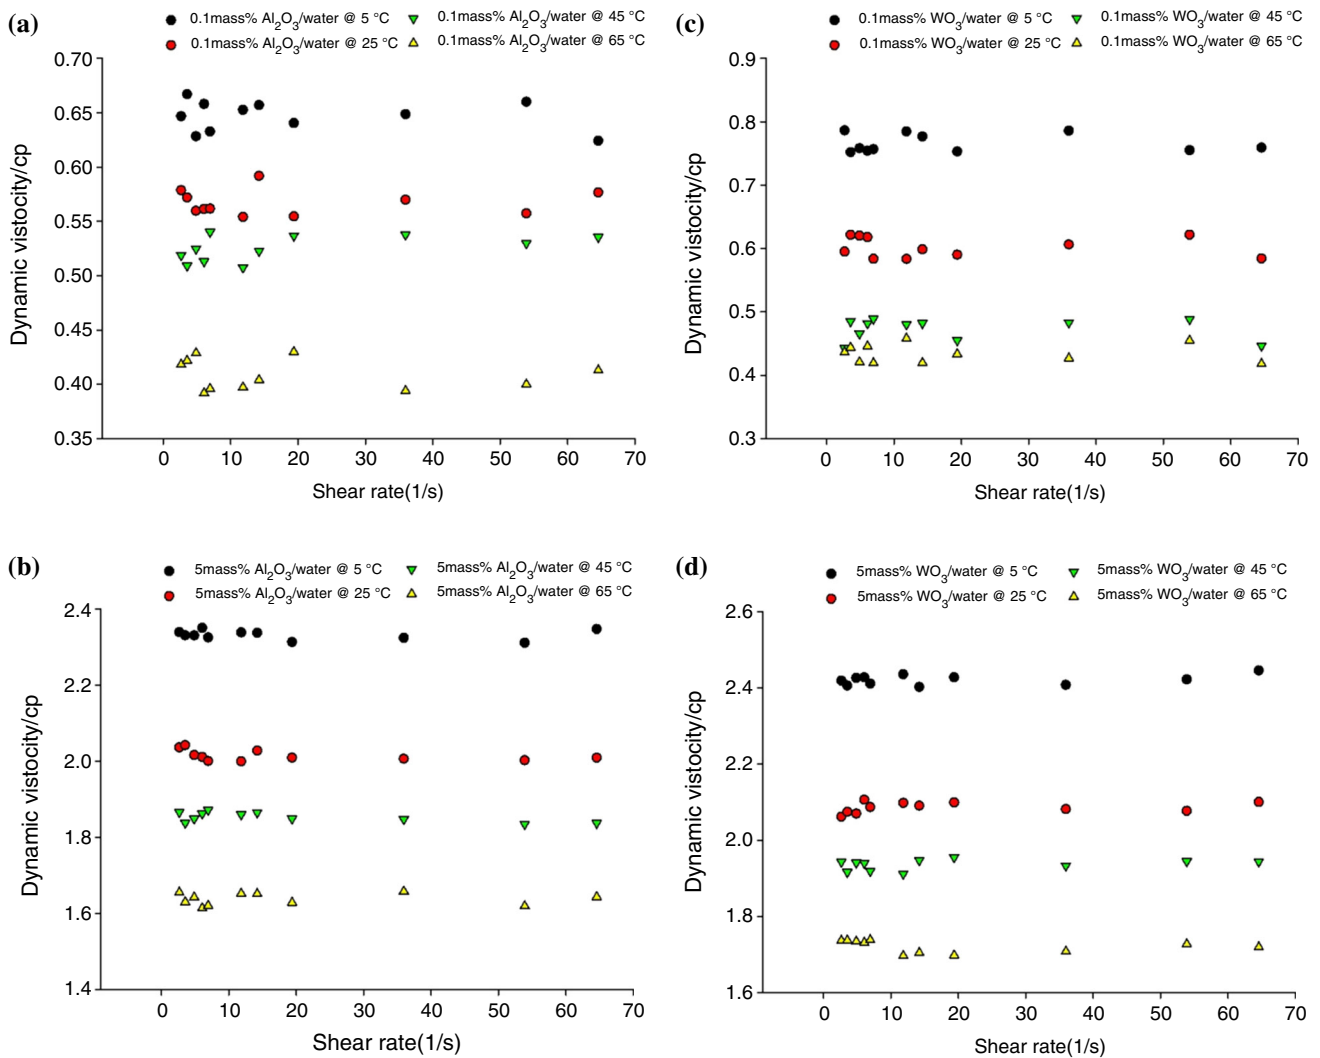 (a)
0.1mass% Al2O3/water @ 5 °C
0.1mass% Al2O3/water @ 45 °C
0.1mass% Al2O3/water @ 25 °C
0.1mass% Al2O3/water @ 65 °C
0.70
0.65
0.60
0.55
0.50
0.45
0.40
0.35
Dynamic vistocity/cp
0 10 20 30 40 50 60 70
Shear rate(1/s)
(c)
0.1mass% WO3/water @ 5 °C
0.1mass% WO3/water @ 45 °C
0.1mass% WO3/water @ 25 °C
0.1mass% WO3/water @ 65 °C
0.9
0.8
0.7
0.6
0.5
0.4
0.3
Dynamic vistocity/cp
0 10 20 30 40 50 60 70
Shear rate(1/s)
(b)
5mass% Al2O3/water @ 5 °C
5mass% Al2O3/water @ 45 °C
5mass% Al2O3/water @ 25 °C
5mass% Al2O3/water @ 65 °C
2.4
2.2
2.0
1.8
1.6
1.4
Dynamic vistocity/cp
0 10 20 30 40 50 60 70
Shear rate(1/s)
(d)
5mass% WO3/water @ 5 °C
5mass% WO3/water @ 45 °C
5mass% WO3/water @ 25 °C
5mass% WO3/water @ 65 °C
2.6
2.4
2.2
2.0
1.8
1.6
Dynamic vistocity/cp
0 10 20 30 40 50 60 70
Shear rate(1/s)